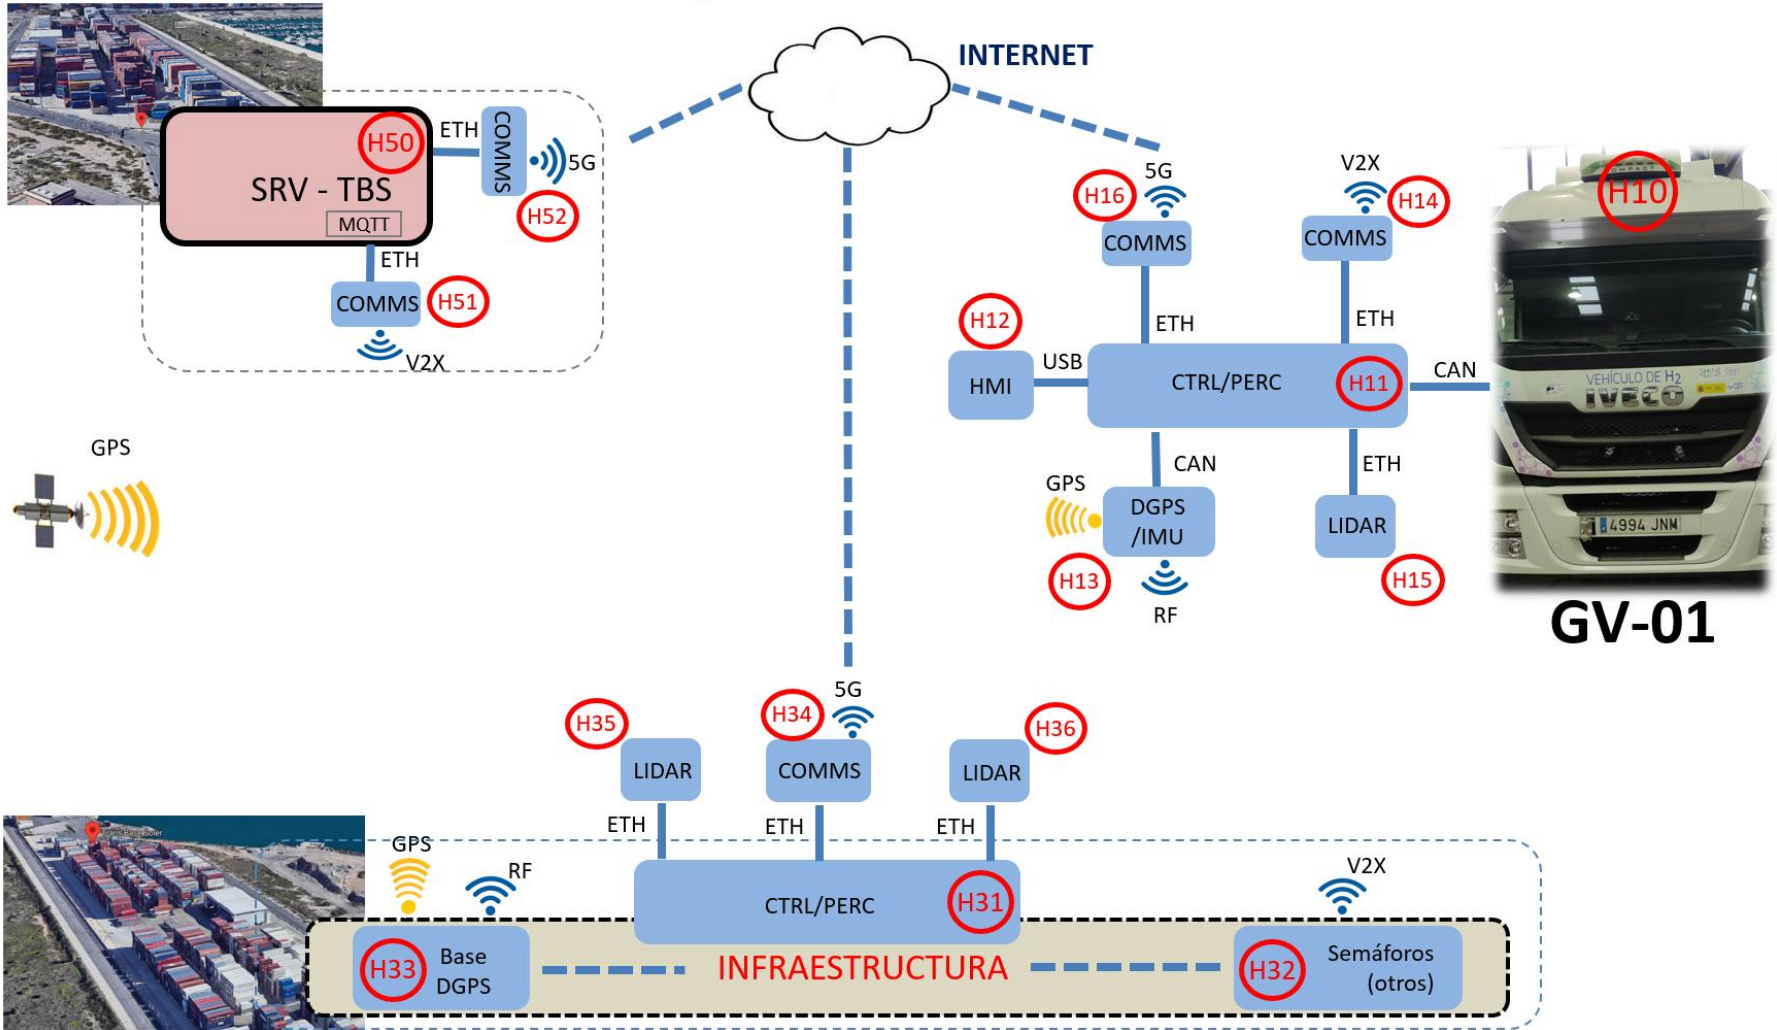 INTERNET
H50
SRV - TBS
MQTT
ETH
COMMS
5G
H52
ETH
COMMS
H51
V2X
GPS
H16
5G
COMMS
ETH
V2X
H14
COMMS
ETH
H12
HMI
USB
CTRL/PERC
H11
CAN
CAN
GPS
DGPS
/IMU
H13
RF
ETH
LIDAR
H15
H10
VEHÍCULO DE H2
IVECO
4994 JNM
GV-01
H35
LIDAR
ETH
H34
5G
COMMS
ETH
H36
LIDAR
ETH
GPS
RF
CTRL/PERC
H31
V2X
H33
Base
DGPS
INFRAESTRUCTURA
H32
Semáforos
(otros)